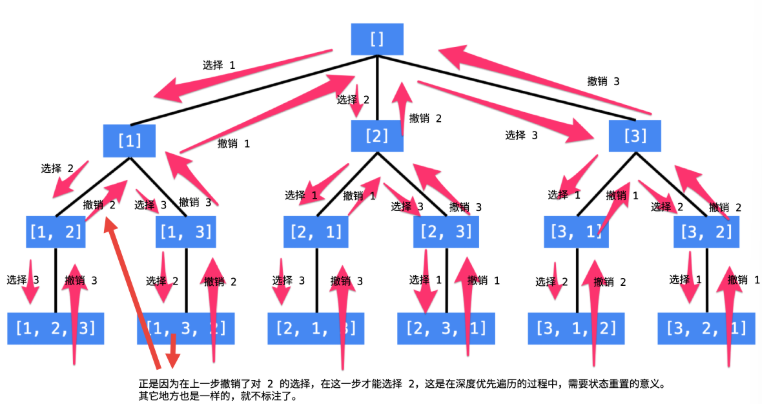 []
选择 1
撤销 3
选择 2
撤销 2
选择 3
撤销 1
[1]
[2]
[3]
选择 2
撤销 2
选择 3
撤销 3
选择 1
撤销 1
选择 3
撤销 3
选择 1
撤销 1
选择 2
撤销 2
[1, 2]
[1, 3]
[2, 1]
[2, 3]
[3, 1]
[3, 2]
选择 3
撤销 3
选择 2
撤销 2
选择 3
撤销 3
选择 1
撤销 1
选择 2
撤销 2
选择 1
撤销 1
[1, 2, 3]
[1, 3, 2]
[2, 1, 3]
[2, 3, 1]
[3, 1, 2]
[3, 2, 1]
正是因为在上一步撤销了对 2 的选择，在这一步才能选择 2，这是在深度优先遍历的过程中，需要状态重置的意义。
其它地方也是一样的，就不标注了。